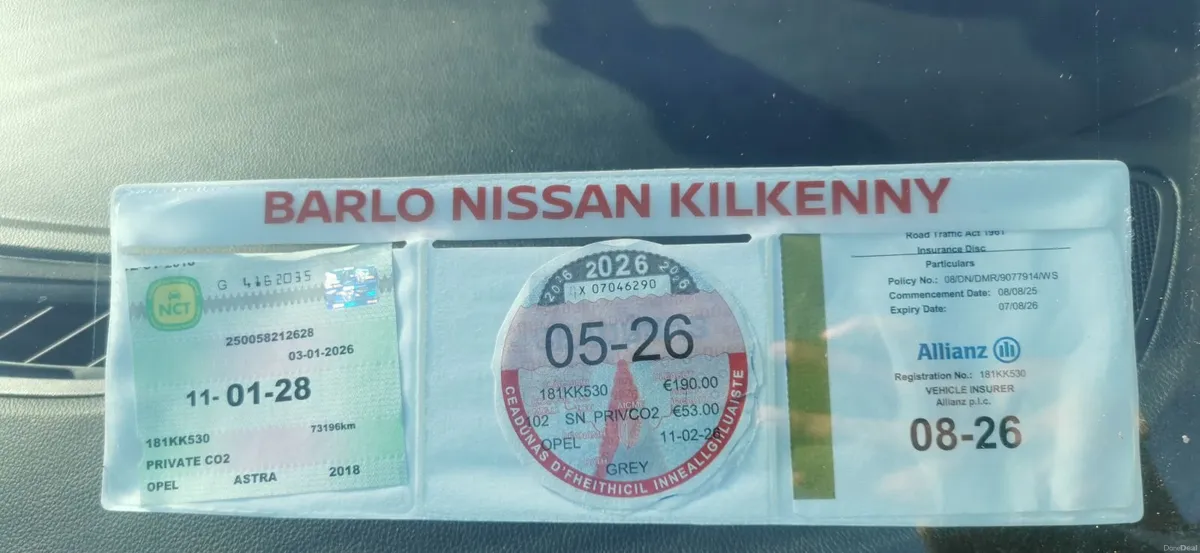 BARLO NISSAN KILKENNY
G 4162035
NCT
250058212628
03-01-2026
11-01-28
73196km
181KK530
PRIVATE CO2
OPEL ASTRA 2018
2026 2026 2026
X 07046290
05-26
181KK530 €190.00
02 SN PRIVCO2 €53.00
OPEL 11-02-26
GREY
CEADÚNAS D'FHEITHICIL INNEALLGHLUAISTE
Road Traffic Act 1961
Insurance Disc
Particulars
Policy No.: 08/DN/DMR/9077914/WS
Commencement Date: 08/08/25
Expiry Date: 07/08/26
Allianz
Registration No.: 181KK530
VEHICLE INSURER
Allianz p.l.c.
08-26
DoneDeal